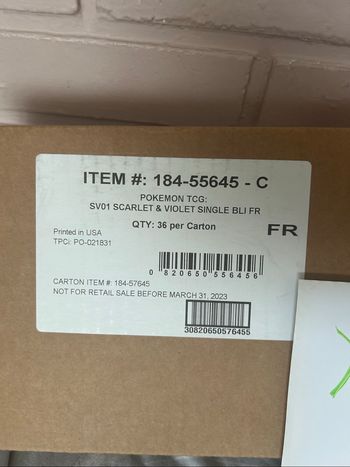 ITEM #: 184-55645 - C
POKEMON TCG:
SV01 SCARLET & VIOLET SINGLE BLI FR
QTY: 36 per Carton
FR
Printed in USA
TPCi: PO-021831
0 820650 556456
CARTON ITEM #: 184-57645
NOT FOR RETAIL SALE BEFORE MARCH 31, 2023
30820650576455